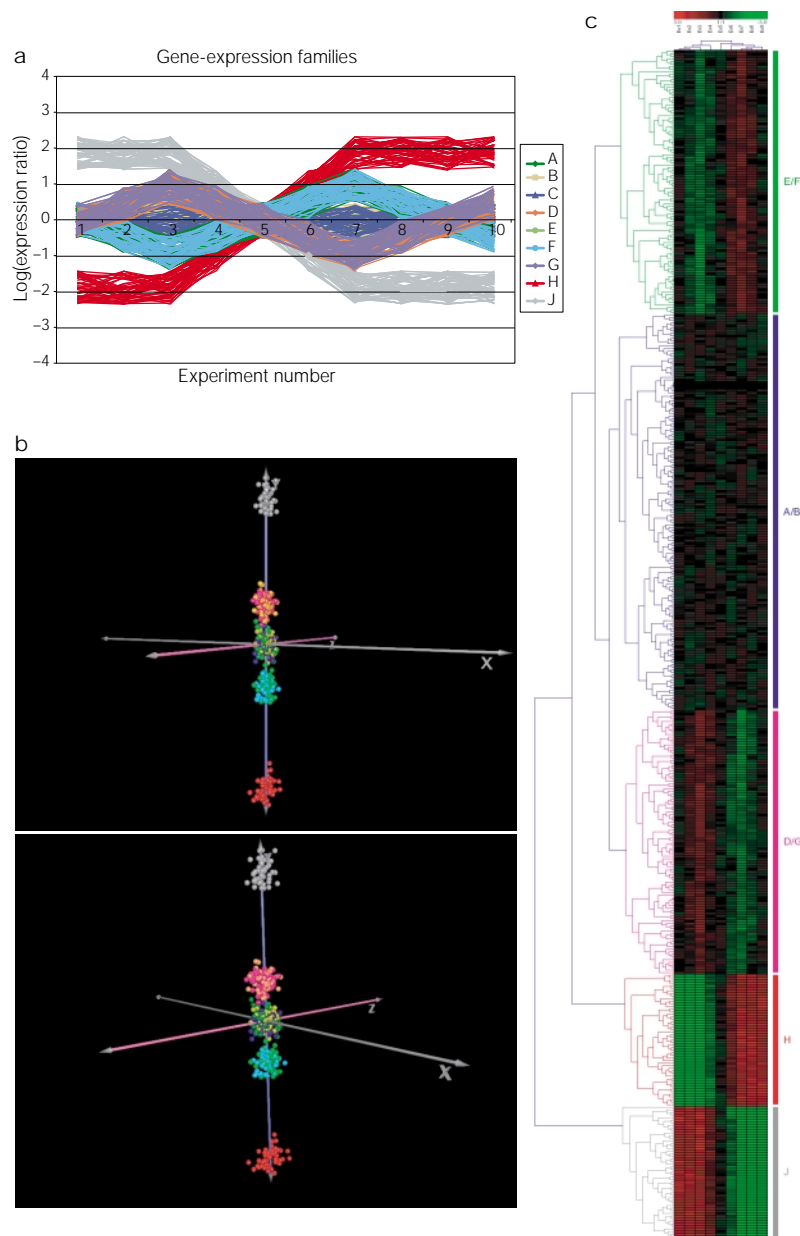 a
Gene-expression families
Log(expression ratio)
4
3
2
1
0
−1
−2
−3
−4
1 2 3 4 5 6 7 8 9 10
Experiment number
A
B
C
D
E
F
G
H
J
b
X
z
X
z
c
E/F
A/B
D/G
H
J